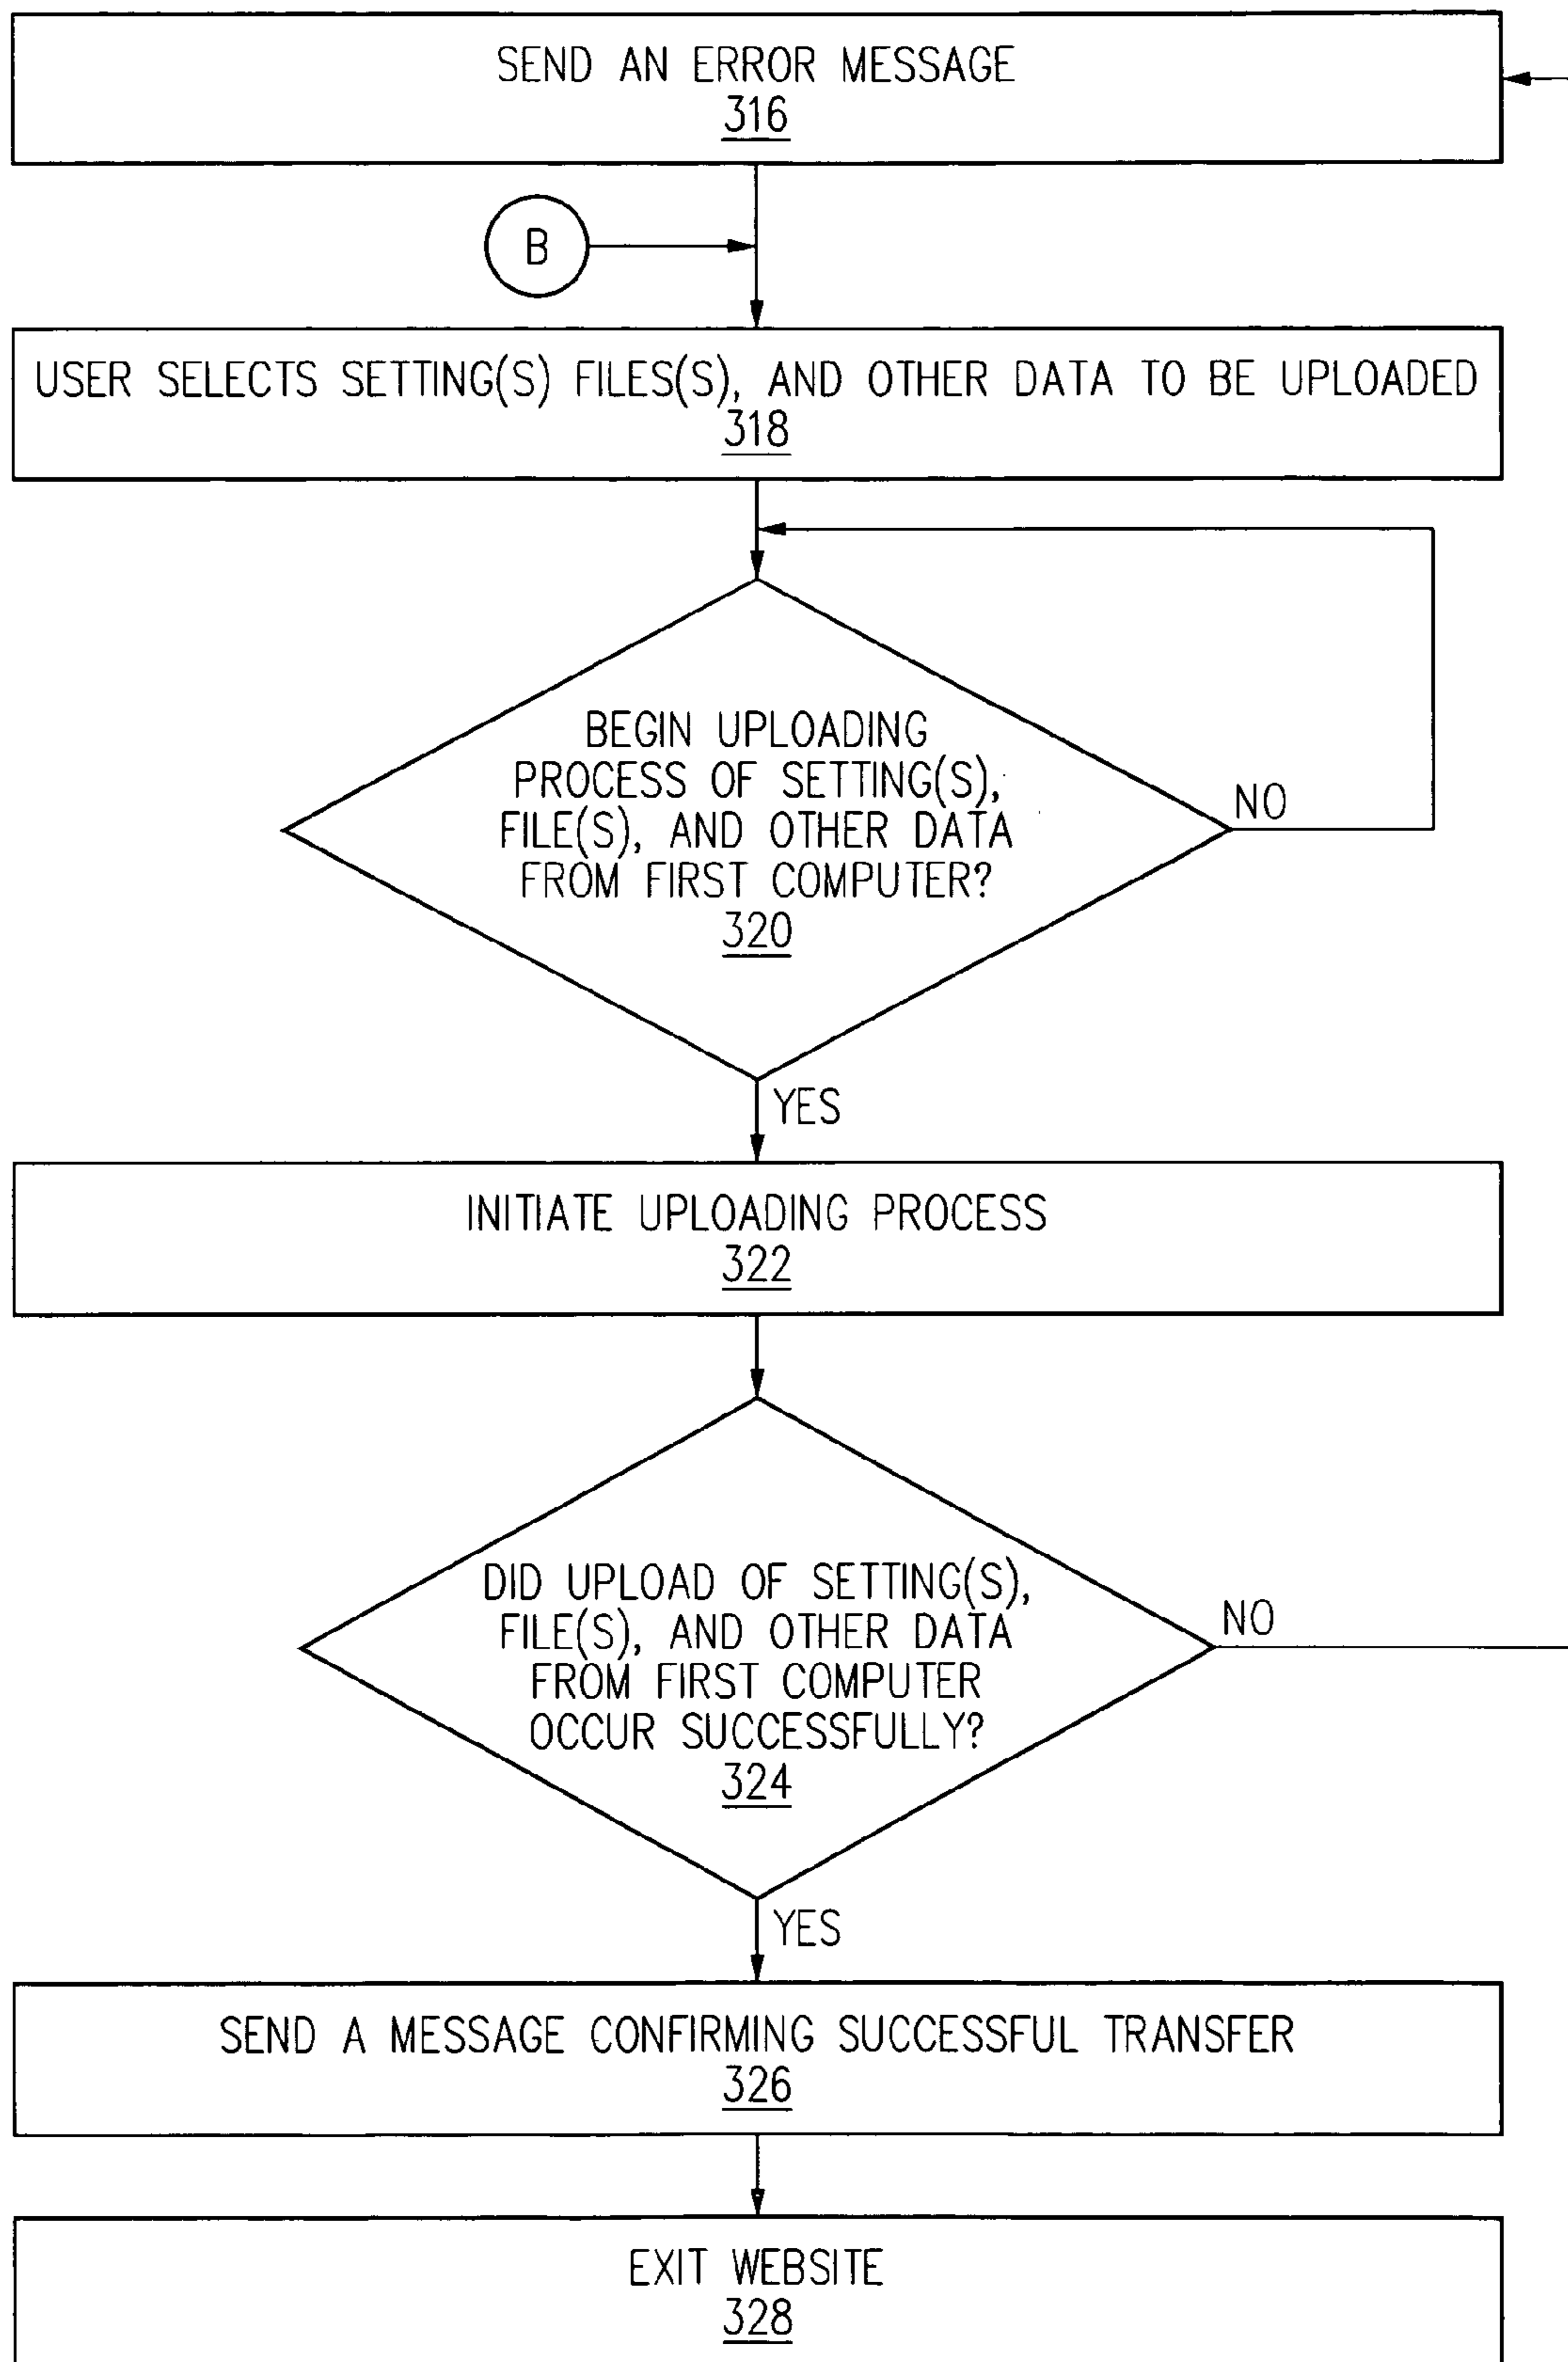 SEND AN ERROR MESSAGE
316
B
USER SELECTS SETTING(S) FILES(S), AND OTHER DATA TO BE UPLOADED
318
BEGIN UPLOADING
PROCESS OF SETTING(S),
FILE(S), AND OTHER DATA
FROM FIRST COMPUTER?
320
NO
YES
INITIATE UPLOADING PROCESS
322
DID UPLOAD OF SETTING(S),
FILE(S), AND OTHER DATA
FROM FIRST COMPUTER
OCCUR SUCCESSFULLY?
324
NO
YES
SEND A MESSAGE CONFIRMING SUCCESSFUL TRANSFER
326
EXIT WEBSITE
328